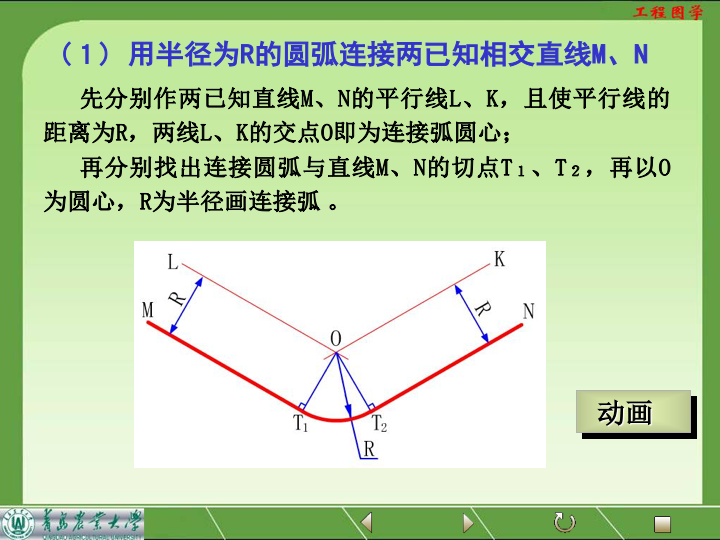 工程图学
（1）用半径为R的圆弧连接两已知相交直线M、N
先分别作两已知直线M、N的平行线L、K，且使平行线的
距离为R，两线L、K的交点O即为连接弧圆心；
再分别找出连接圆弧与直线M、N的切点T₁、T₂，再以O
为圆心，R为半径画连接弧 。
L
K
R
R
M
N
O
T₁
T₂
R
动画
青岛农业大学